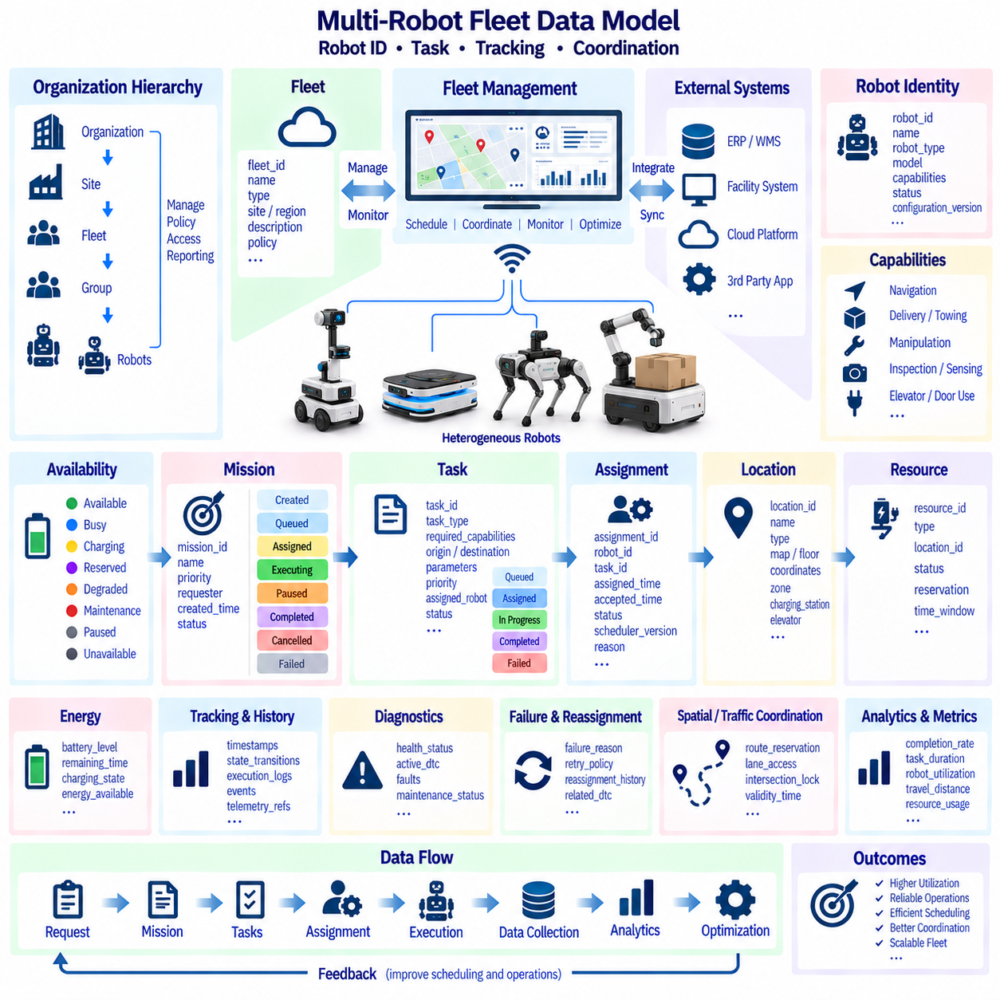 Multi-Robot Fleet Data Model
Robot ID • Task • Tracking • Coordination
Organization Hierarchy
Organization
Site
Fleet
Group
Robots
Manage
Policy
Access
Reporting
Fleet
fleet_id
name
type
site / region
description
policy
...
Manage
Monitor
Fleet Management
Schedule | Coordinate | Monitor | Optimize
Integrate
Sync
External Systems
ERP / WMS
Facility System
Cloud Platform
3rd Party App
...
Heterogeneous Robots
Robot Identity
robot_id
name
robot_type
model
capabilities
status
configuration_version
...
Capabilities
Navigation
Delivery / Towing
Manipulation
Inspection / Sensing
Elevator / Door Use
...
Availability
Available
Busy
Charging
Reserved
Degraded
Maintenance
Paused
Unavailable
Mission
mission_id
name
priority
requester
created_time
status
Created
Queued
Assigned
Executing
Paused
Completed
Cancelled
Failed
Task
task_id
task_type
required_capabilities
origin / destination
parameters
priority
assigned_robot
status
...
Queued
Assigned
In Progress
Completed
Failed
Assignment
assignment_id
robot_id
task_id
assigned_time
accepted_time
status
scheduler_version
reason
...
Location
location_id
name
type
map / floor
coordinates
zone
charging_station
elevator
...
Resource
resource_id
type
location_id
status
reservation
time_window
...
Energy
battery_level
remaining_time
charging_state
energy_available
...
Tracking & History
timestamps
state_transitions
execution_logs
events
telemetry_refs
...
Diagnostics
health_status
active_dtc
faults
maintenance_status
...
Failure & Reassignment
failure_reason
retry_policy
reassignment_history
related_dtc
...
Spatial / Traffic Coordination
route_reservation
lane_access
intersection_lock
validity_time
...
Analytics & Metrics
completion_rate
task_duration
robot_utilization
travel_distance
resource_usage
...
Data Flow
Request
Mission
Tasks
Assignment
Execution
Data Collection
Analytics
Optimization
Feedback (improve scheduling and operations)
Outcomes
Higher Utilization
Reliable Operations
Efficient Scheduling
Better Coordination
Scalable Fleet
...